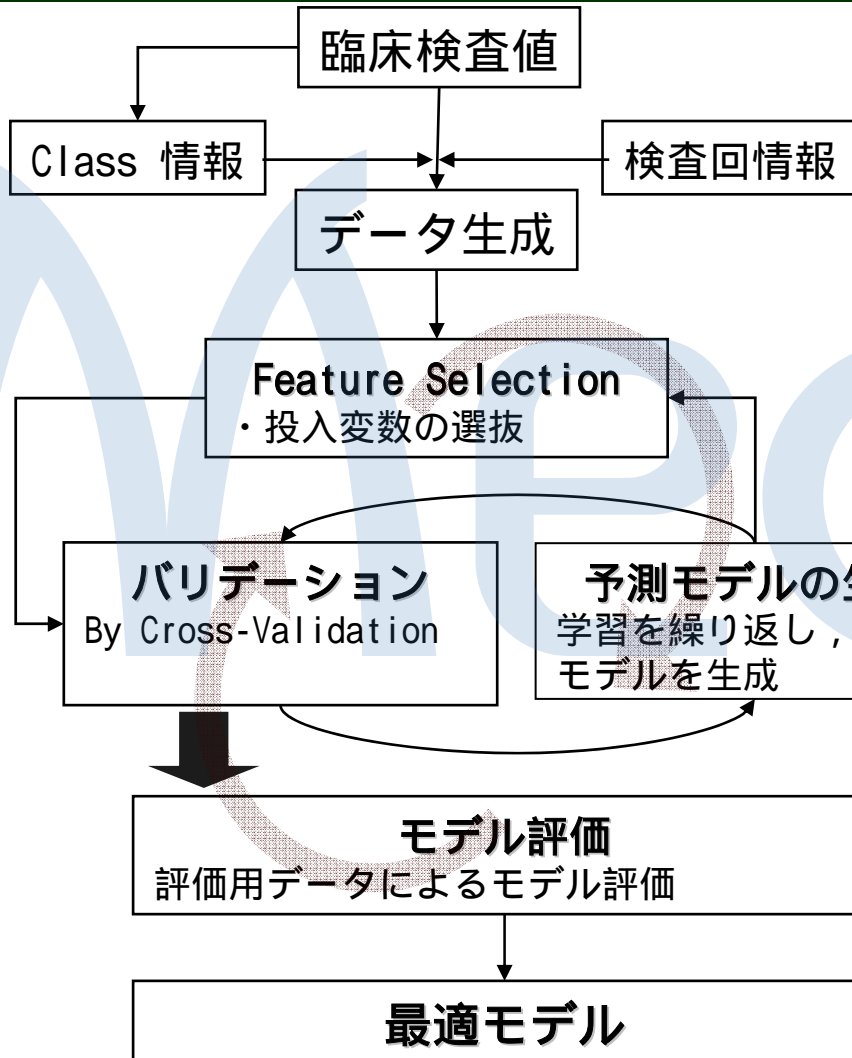 臨床検査値
Class 情報
検査回情報
データ生成
Feature Selection
・投入変数の選抜
バリデーション
By Cross-Validation
予測モデルの
学習を繰り返し，
モデルを生成
モデル評価
評価用データによるモデル評価
最適モデル